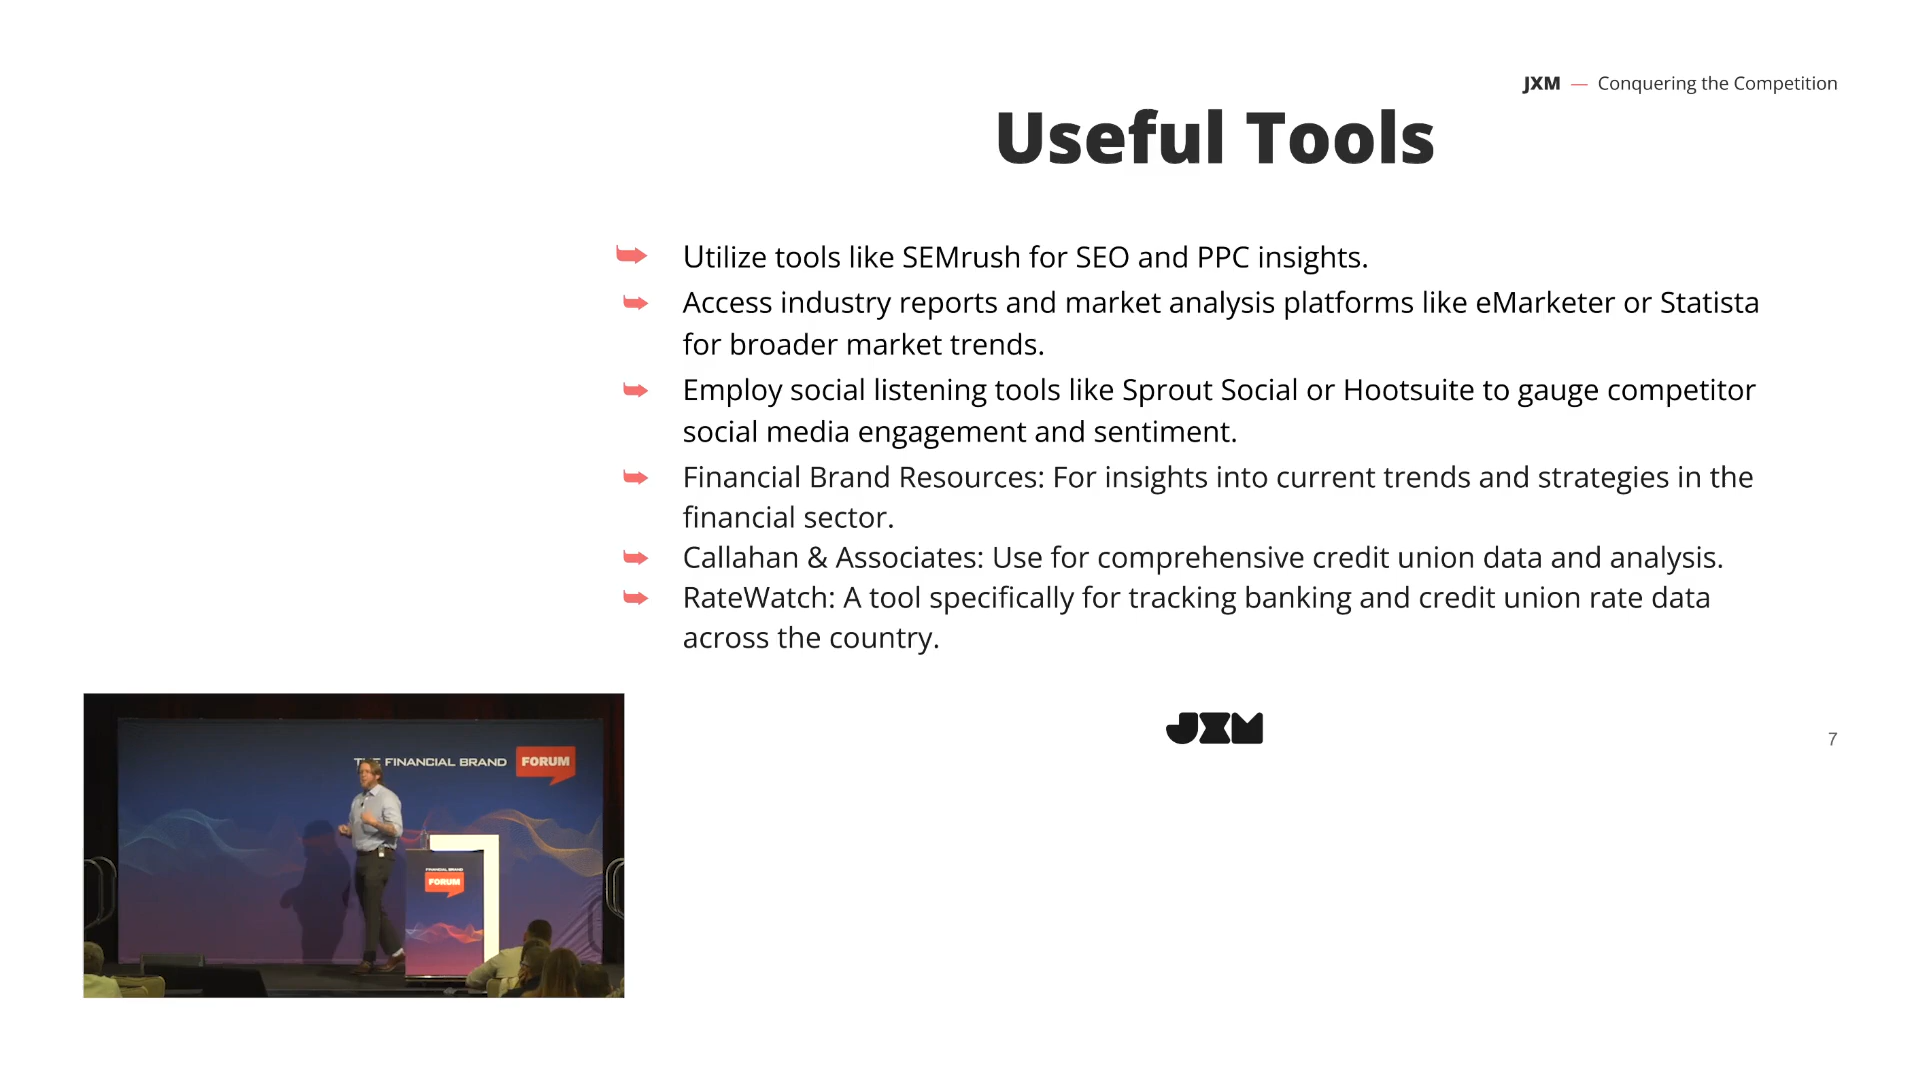 JXM — Conquering the Competition
Useful Tools
Utilize tools like SEMrush for SEO and PPC insights.
Access industry reports and market analysis platforms like eMarketer or Statista
for broader market trends.
Employ social listening tools like Sprout Social or Hootsuite to gauge competitor
social media engagement and sentiment.
Financial Brand Resources: For insights into current trends and strategies in the
financial sector.
Callahan & Associates: Use for comprehensive credit union data and analysis.
RateWatch: A tool specifically for tracking banking and credit union rate data
across the country.
JXM
7
FINANCIAL BRAND FORUM
FINANCIAL BRAND
FORUM